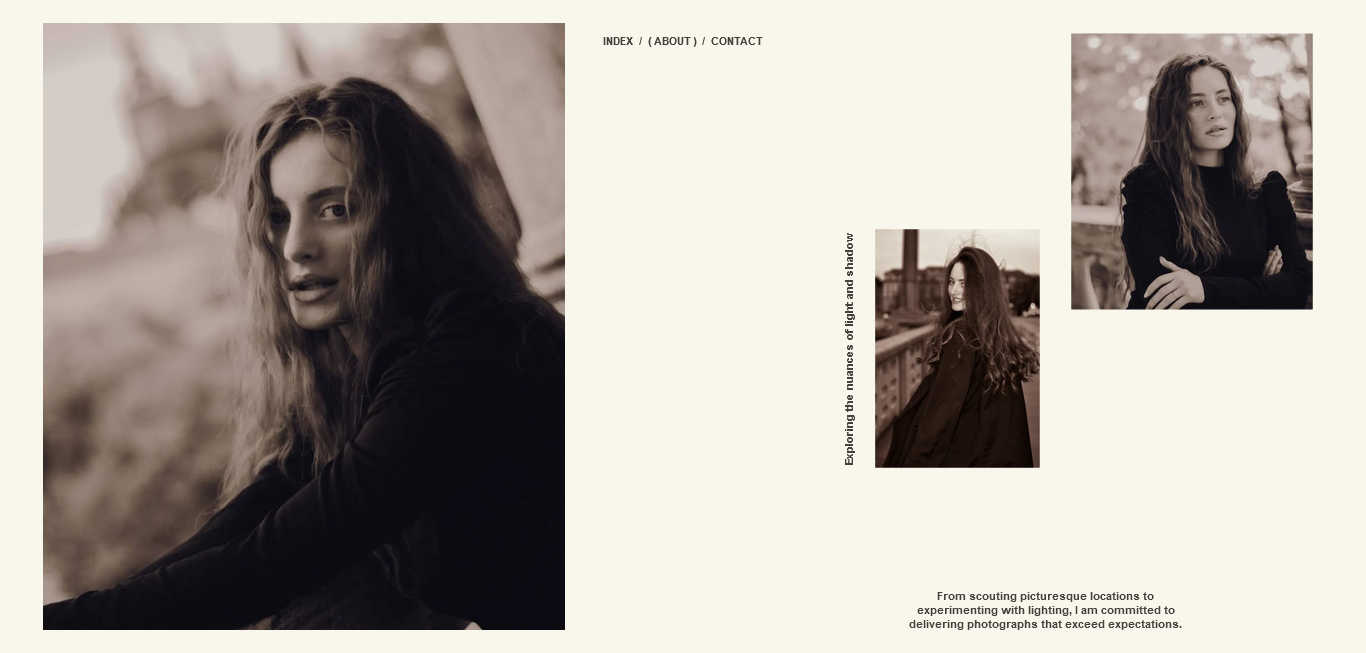 INDEX / ( ABOUT ) / CONTACT
Exploring the nuances of light and shadow
From scouting picturesque locations to
experimenting with lighting, I am committed to
delivering photographs that exceed expectations.